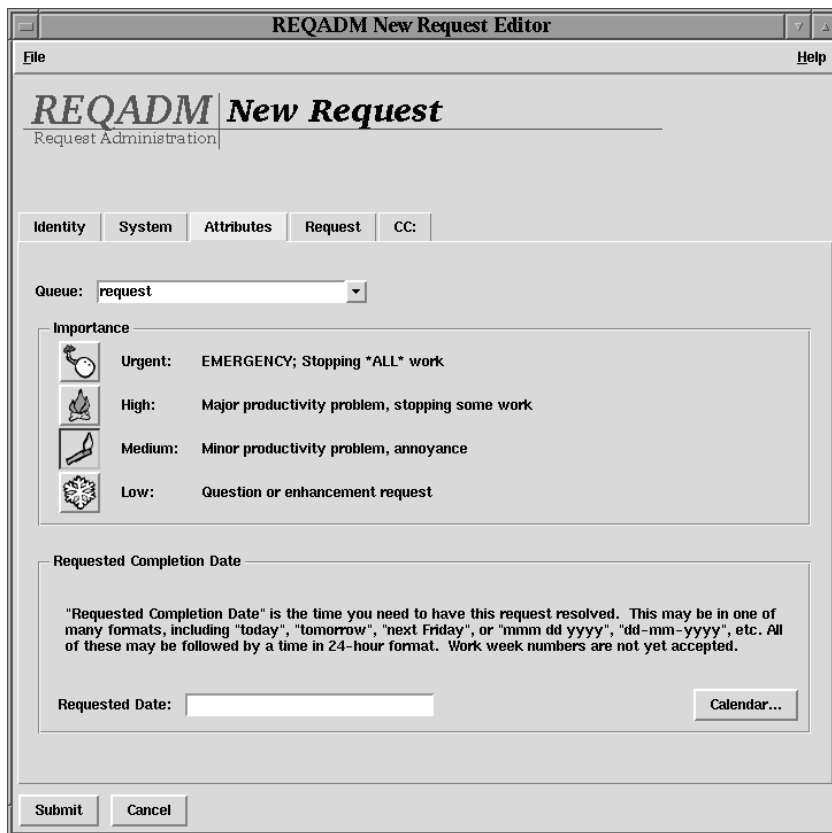 REQADM New Request Editor
File Help
REQADM New Request
Request Administration
Identity System Attributes Request CC:
Queue: request
Importance
Urgent: EMERGENCY; Stopping *ALL* work
High: Major productivity problem, stopping some work
Medium: Minor productivity problem, annoyance
Low: Question or enhancement request
Requested Completion Date
"Requested Completion Date" is the time you need to have this request resolved. This may be in one of
many formats, including "today", "tomorrow", "next Friday", or "mmm dd yyyy", "dd-mm-yyyy", etc. All
of these may be followed by a time in 24-hour format. Work week numbers are not yet accepted.
Requested Date: Calendar...
Submit Cancel